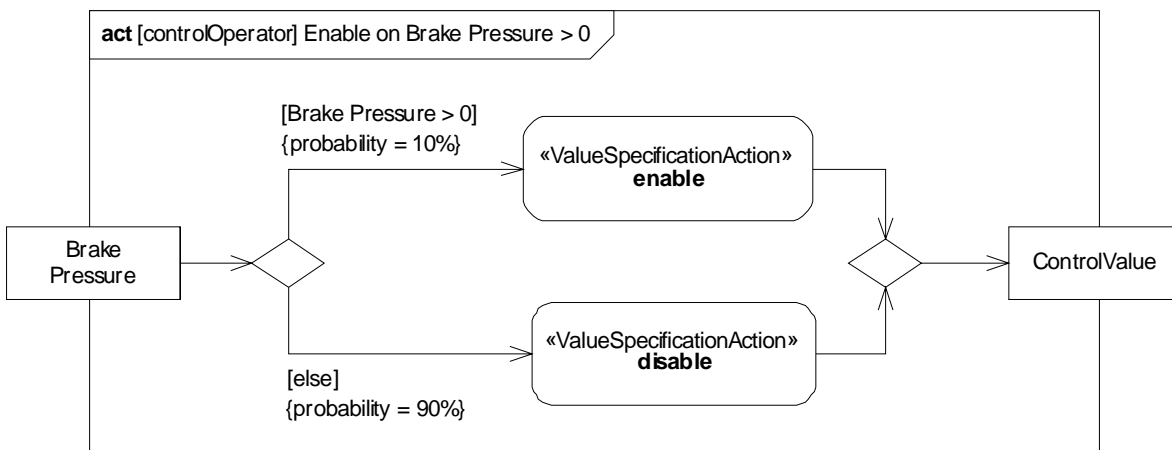 act [controlOperator] Enable on Brake Pressure > 0
[Brake Pressure > 0]
{probability = 10%}
«ValueSpecificationAction»
enable
Brake
Pressure
ControlValue
«ValueSpecificationAction»
disable
[else]
{probability = 90%}